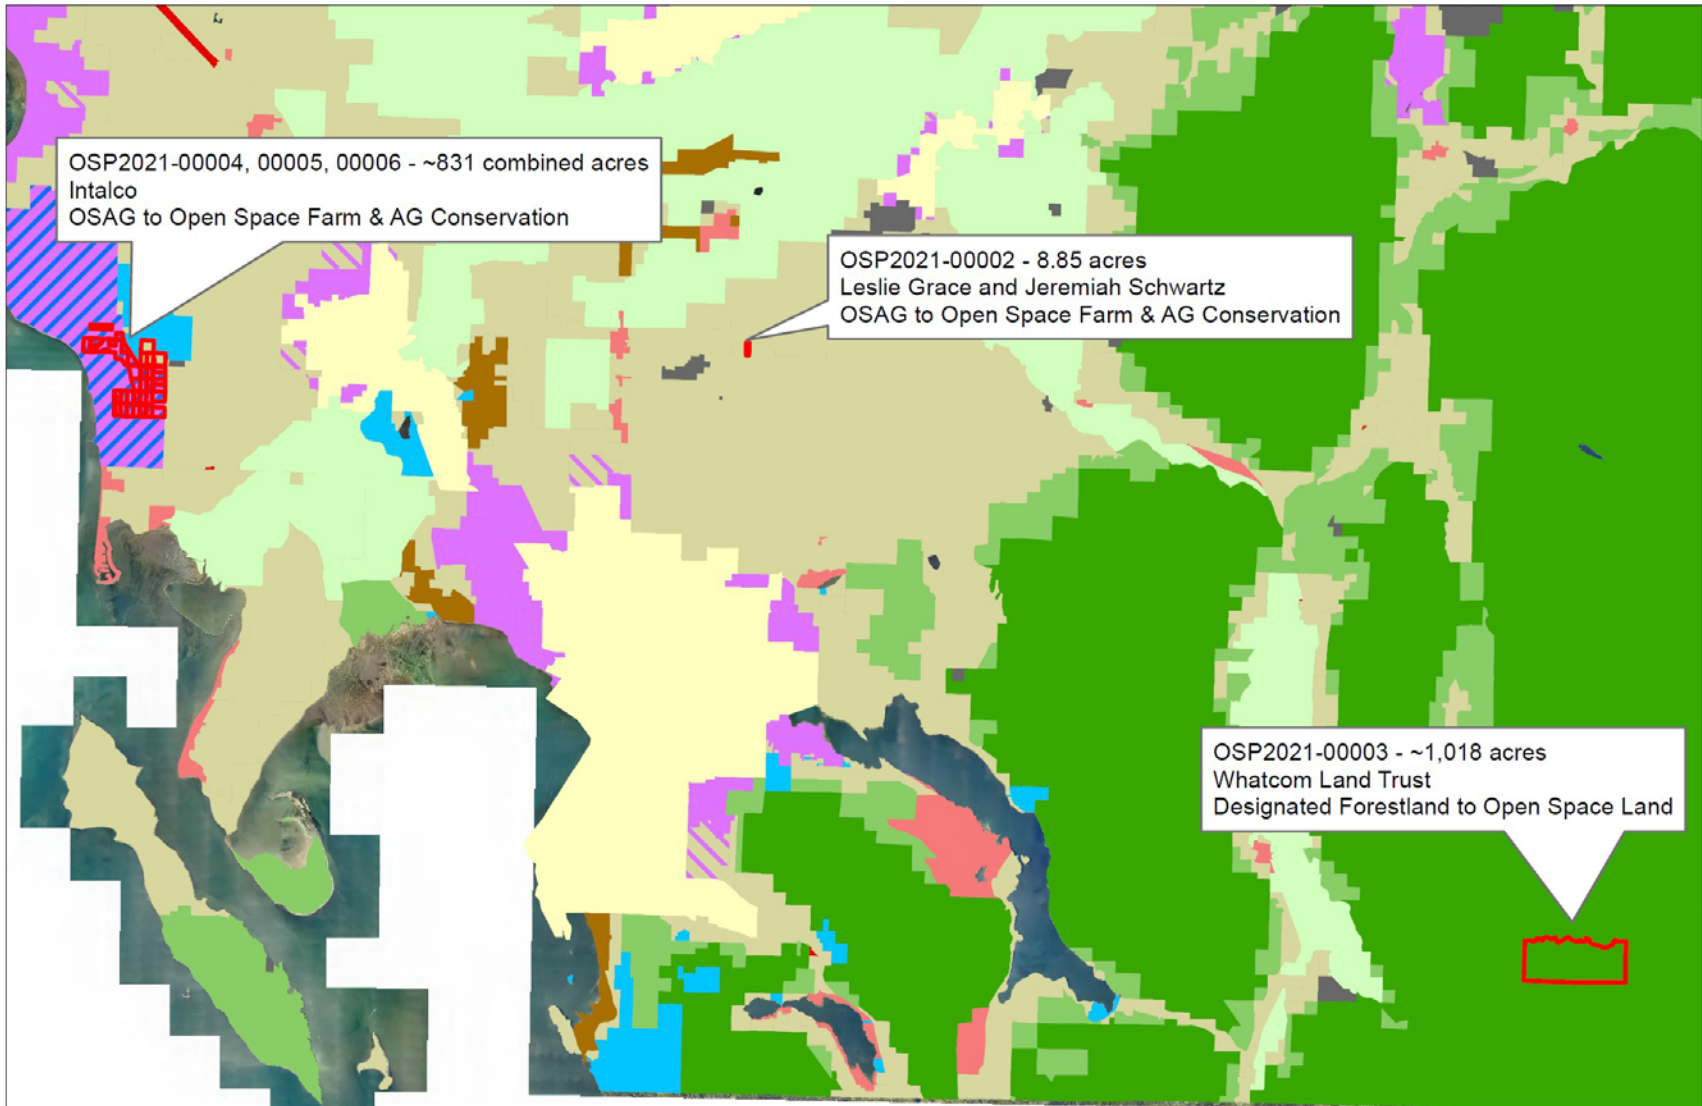 OSP2021-00004, 00005, 00006 - ~831 combined acres
Intalco
OSAG to Open Space Farm & AG Conservation
OSP2021-00002 - 8.85 acres
Leslie Grace and Jeremiah Schwartz
OSAG to Open Space Farm & AG Conservation
OSP2021-00003 - ~1,018 acres
Whatcom Land Trust
Designated Forestland to Open Space Land